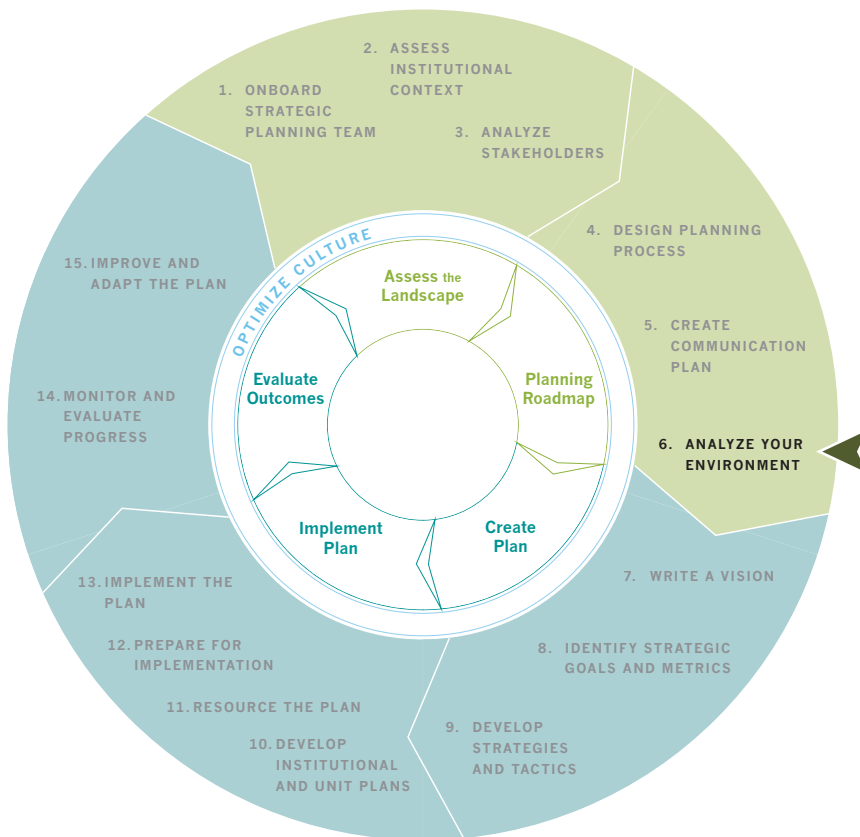 1. ONBOARD
STRATEGIC
PLANNING TEAM
2. ASSESS
INSTITUTIONAL
CONTEXT
3. ANALYZE
STAKEHOLDERS
4. DESIGN PLANNING
PROCESS
5. CREATE
COMMUNICATION
PLAN
6. ANALYZE YOUR
ENVIRONMENT
7. WRITE A VISION
8. IDENTIFY STRATEGIC
GOALS AND METRICS
9. DEVELOP
STRATEGIES
AND TACTICS
10. DEVELOP
INSTITUTIONAL
AND UNIT PLANS
11. RESOURCE THE PLAN
12. PREPARE FOR
IMPLEMENTATION
13. IMPLEMENT THE
PLAN
14. MONITOR AND
EVALUATE
PROGRESS
15. IMPROVE AND
ADAPT THE PLAN
OPTIMIZE CULTURE
Assess the
Landscape
Planning
Roadmap
Create
Plan
Implement
Plan
Evaluate
Outcomes